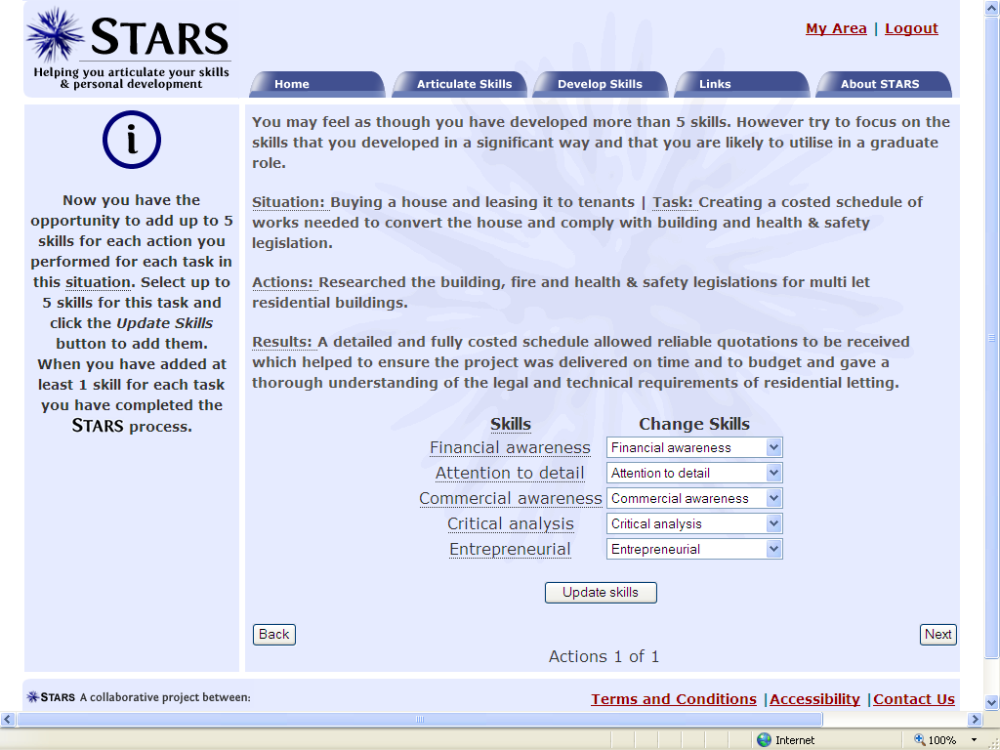 STARS
Helping you articulate your skills
& personal development
My Area | Logout
Home
Articulate Skills
Develop Skills
Links
About STARS
i
Now you have the
opportunity to add up to 5
skills for each action you
performed for each task in
this situation. Select up to
5 skills for this task and
click the Update Skills
button to add them.
When you have added at
least 1 skill for each task
you have completed the
STARS process.
You may feel as though you have developed more than 5 skills. However try to focus on the
skills that you developed in a significant way and that you are likely to utilise in a graduate
role.
Situation: Buying a house and leasing it to tenants | Task: Creating a costed schedule of
works needed to convert the house and comply with building and health & safety
legislation.
Actions: Researched the building, fire and health & safety legislations for multi let
residential buildings.
Results: A detailed and fully costed schedule allowed reliable quotations to be received
which helped to ensure the project was delivered on time and to budget and gave a
thorough understanding of the legal and technical requirements of residential letting.
Skills Change Skills
Financial awareness Financial awareness
Attention to detail Attention to detail
Commercial awareness Commercial awareness
Critical analysis Critical analysis
Entrepreneurial Entrepreneurial
Update skills
Back
Next
Actions 1 of 1
STARS A collaborative project between:
Terms and Conditions | Accessibility | Contact Us
Internet
100%